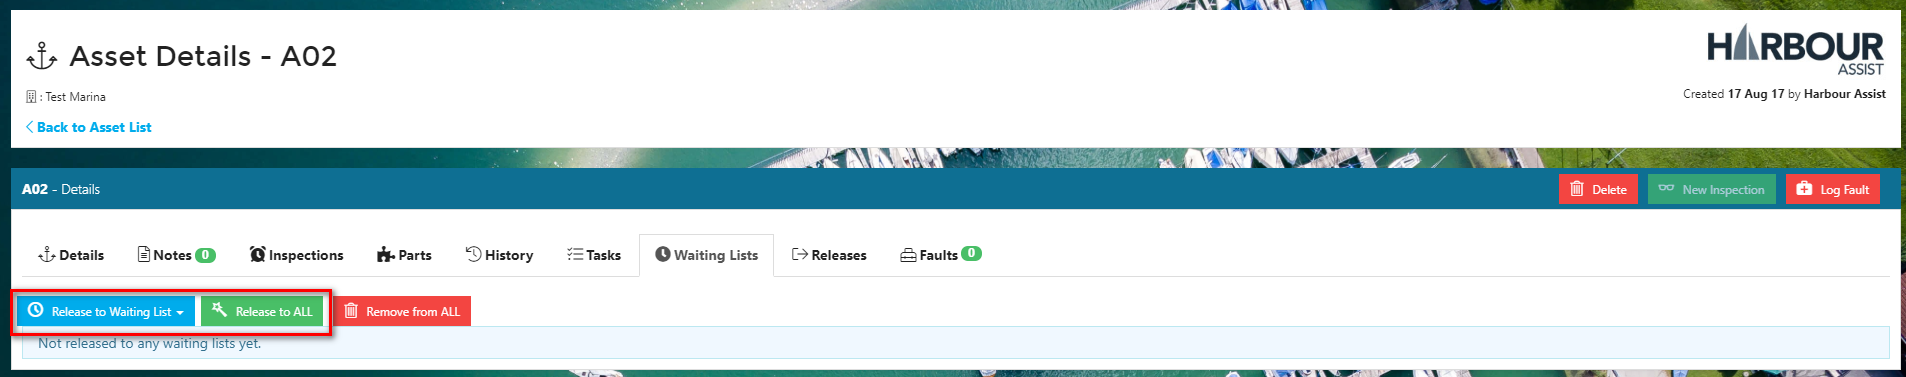 Asset Details - A02
: Test Marina
Back to Asset List
HARBOUR
ASSIST
Created 17 Aug 17 by Harbour Assist
A02 - Details
Delete
New Inspection
Log Fault
Details
Notes 0
Inspections
Parts
History
Tasks
Waiting Lists
Releases
Faults 0
Release to Waiting List
Release to ALL
Remove from ALL
Not released to any waiting lists yet.